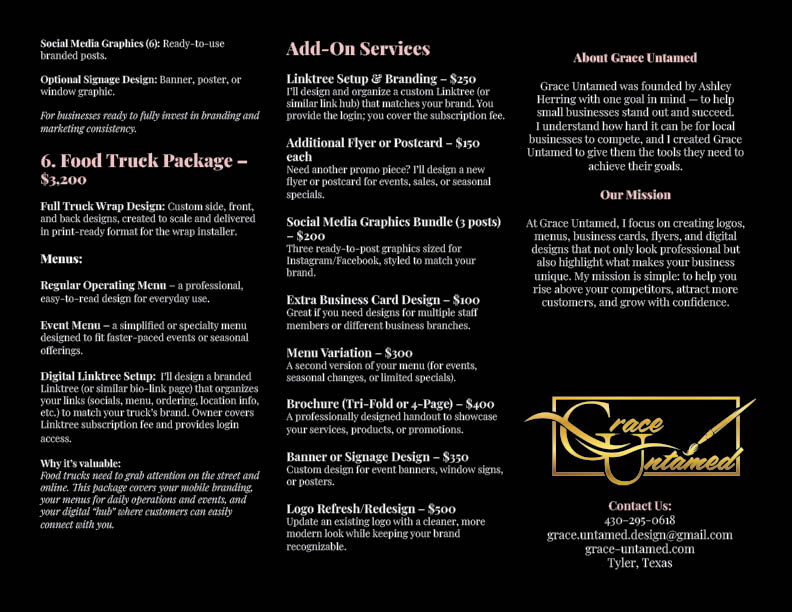 Social Media Graphics (6): Ready-to-use
branded posts.
Optional Signage Design: Banner, poster, or
window graphic.
For businesses ready to fully invest in branding and
marketing consistency.
6. Food Truck Package –
$3,200
Full Truck Wrap Design: Custom side, front,
and back designs, created to scale and delivered
in print-ready format for the wrap installer.
Menus:
Regular Operating Menu – a professional,
easy-to-read design for everyday use.
Event Menu – a simplified or specialty menu
designed to fit faster-paced events or seasonal
offerings.
Digital Linktree Setup: I'll design a branded
Linktree (or similar bio-link page) that organizes
your links (socials, menu, ordering, location info,
etc.) to match your truck's brand. Owner covers
Linktree subscription fee and provides login
access.
Why it's valuable:
Food trucks need to grab attention on the street and
online. This package covers your mobile branding,
your menus for daily operations and events, and
your digital "hub" where customers can easily
connect with you.
Add-On Services
Linktree Setup & Branding – $250
I'll design and organize a custom Linktree (or
similar link hub) that matches your brand. You
provide the login; you cover the subscription fee.
Additional Flyer or Postcard – $150
each
Need another promo piece? I'll design a new
flyer or postcard for events, sales, or seasonal
specials.
Social Media Graphics Bundle (3 posts)
– $200
Three ready-to-post graphics sized for
Instagram/Facebook, styled to match your
brand.
Extra Business Card Design – $100
Great if you need designs for multiple staff
members or different business branches.
Menu Variation – $300
A second version of your menu (for events,
seasonal changes, or limited specials).
Brochure (Tri-Fold or 4-Page) – $400
A professionally designed handout to showcase
your services, products, or promotions.
Banner or Signage Design – $350
Custom design for event banners, window signs,
or posters.
Logo Refresh/Redesign – $500
Update an existing logo with a cleaner, more
modern look while keeping your brand
recognizable.
About Grace Untamed
Grace Untamed was founded by Ashley
Herring with one goal in mind — to help
small businesses stand out and succeed.
I understand how hard it can be for local
businesses to compete, and I created Grace
Untamed to give them the tools they need to
achieve their goals.
Our Mission
At Grace Untamed, I focus on creating logos,
menus, business cards, flyers, and digital
designs that not only look professional but
also highlight what makes your business
unique. My mission is simple: to help you
rise above your competitors, attract more
customers, and grow with confidence.
Grace
Untamed
Contact Us:
430-295-0618
grace.untamed.design@gmail.com
grace-untamed.com
Tyler, Texas